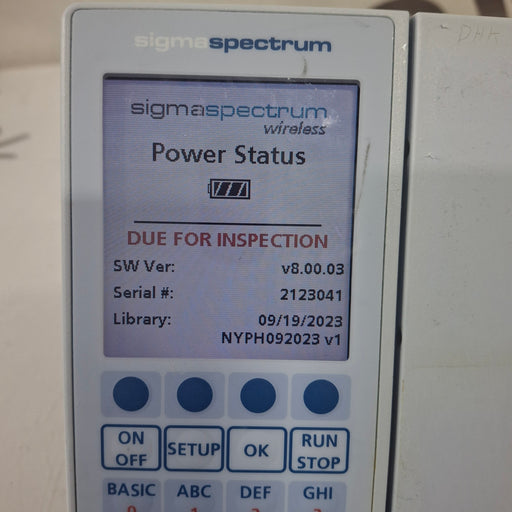 sigmaspectrum
sigmaspectrum
wireless
Power Status
DUE FOR INSPECTION
SW Ver: v8.00.03
Serial #: 2123041
Library: 09/19/2023
NYPH092023 v1
ON OFF
SETUP
OK
RUN STOP
BASIC ABC DEF GHI